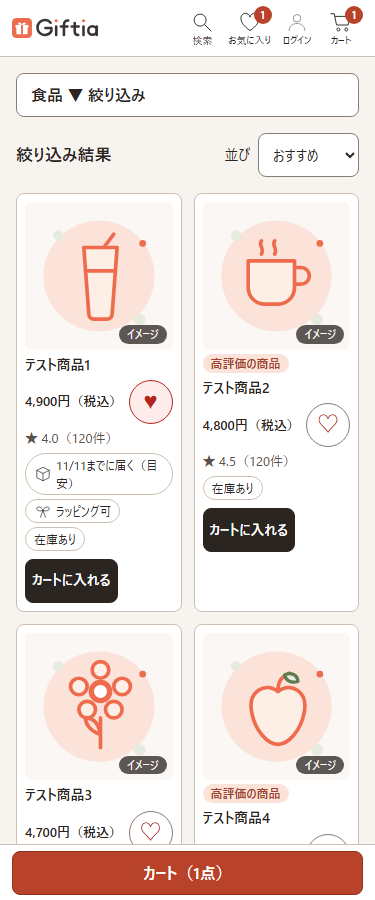 Giftia
検索
1
お気に入り
ログイン
1
カート
食品 ▼ 絞り込み
絞り込み結果
並び
おすすめ
イメージ
テスト商品1
4,900円（税込）
★ 4.0（120件）
11/11までに届く（目
安）
ラッピング可
在庫あり
カートに入れる
イメージ
高評価の商品
テスト商品2
4,800円（税込）
★ 4.5（120件）
在庫あり
カートに入れる
イメージ
テスト商品3
4,700円（税込）
イメージ
高評価の商品
テスト商品4
カート（1点）